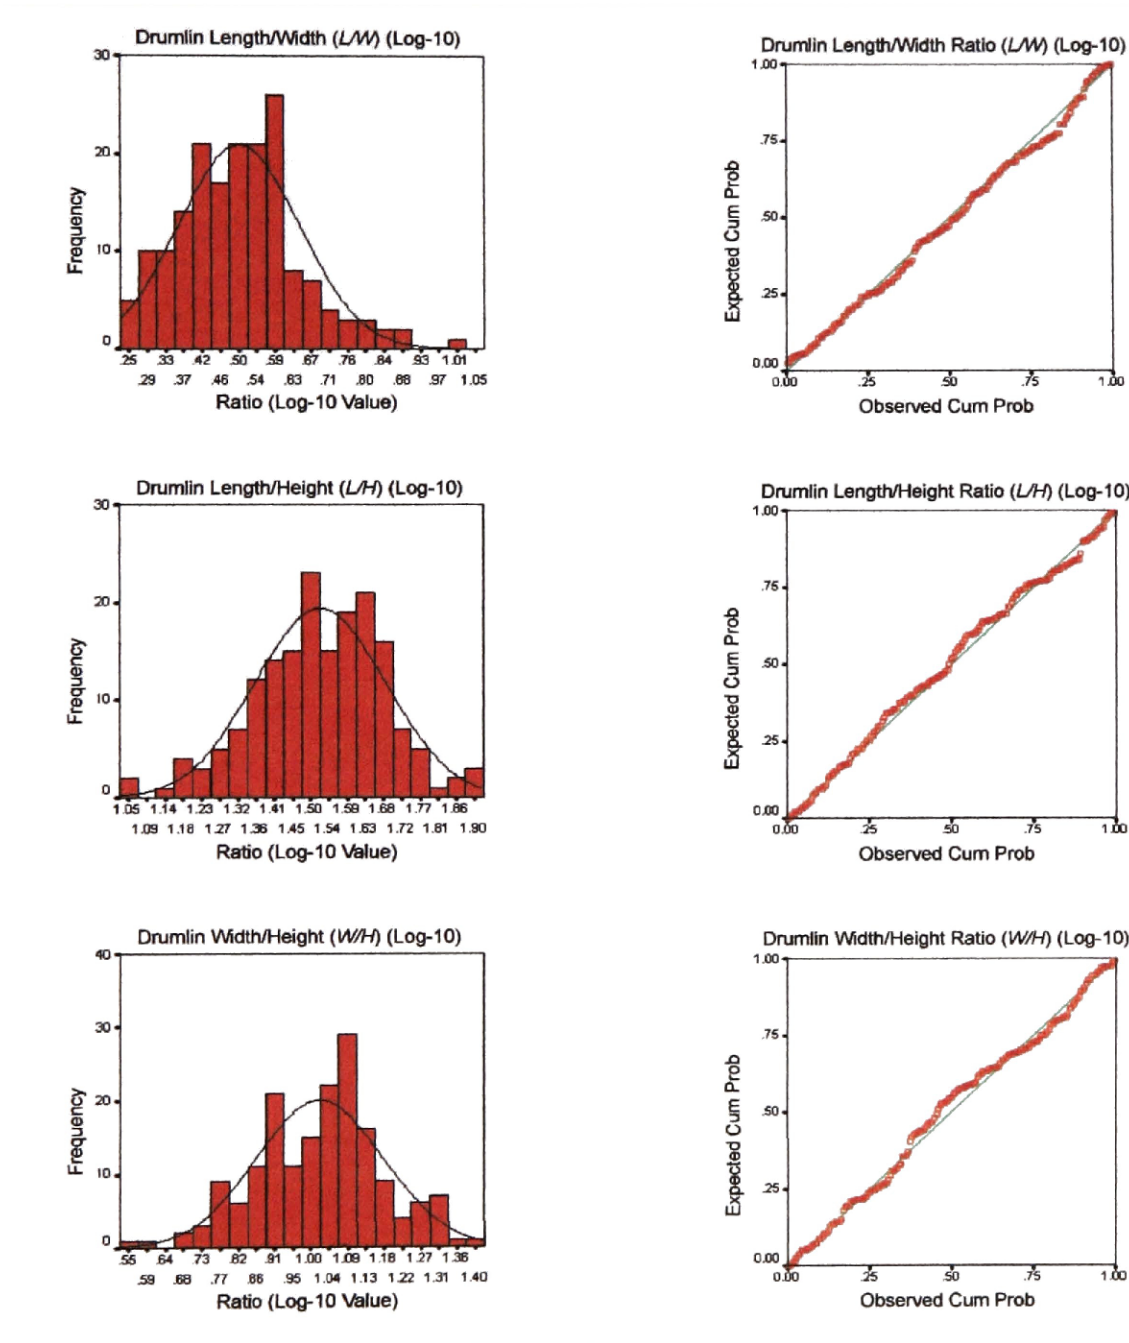 Drumlin Length/Width (L/W) (Log-10)
30
20
10
0
Frequency
.25 .33 .42 .50 .59 .67 .76 .84 .93 1.01
.29 .37 .46 .54 .63 .71 .80 .88 .97 1.05
Ratio (Log-10 Value)
Drumlin Length/Width Ratio (L/W) (Log-10)
1.00
.75
.50
.25
0.00
Expected Cum Prob
0.00 .25 .50 .75 1.00
Observed Cum Prob
Drumlin Length/Height (L/H) (Log-10)
30
20
10
0
Frequency
1.05 1.14 1.23 1.32 1.41 1.50 1.59 1.68 1.77 1.86
1.09 1.18 1.27 1.36 1.45 1.54 1.63 1.72 1.81 1.90
Ratio (Log-10 Value)
Drumlin Length/Height Ratio (L/H) (Log-10)
1.00
.75
.50
.25
0.00
Expected Cum Prob
0.00 .25 .50 .75 1.00
Observed Cum Prob
Drumlin Width/Height (W/H) (Log-10)
40
30
20
10
0
Frequency
.55 .64 .73 .82 .91 1.00 1.09 1.18 1.27 1.36
.59 .68 .77 .86 .95 1.04 1.13 1.22 1.31 1.40
Ratio (Log-10 Value)
Drumlin Width/Height Ratio (W/H) (Log-10)
1.00
.75
.50
.25
0.00
Expected Cum Prob
0.00 .25 .50 .75 1.00
Observed Cum Prob